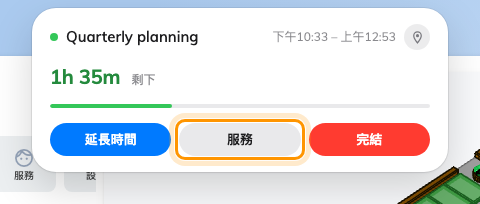 Quarterly planning 下午10:33 – 上午12:53
1h 35m 剩下
延長時間 服務 完結
服務 設